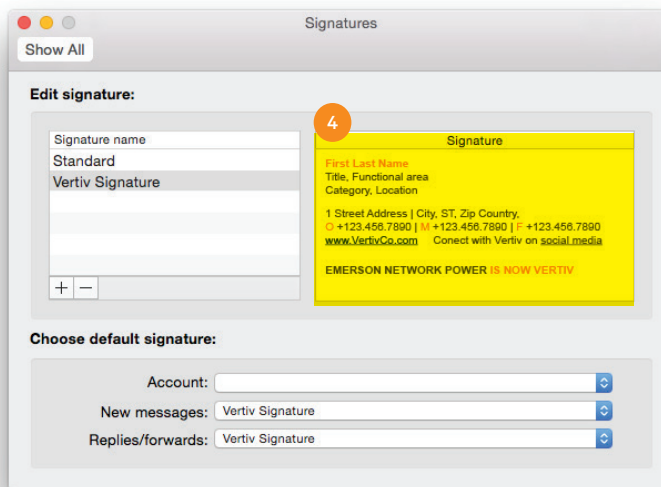 Signatures
Show All
Edit signature:
4
Signature name
Standard
Vertiv Signature
+ −
Signature
First Last Name
Title, Functional area
Category, Location
1 Street Address | City, ST, Zip Country,
O +123.456.7890 | M +123.456.7890 | F +123.456.7890
www.VertivCo.com Conect with Vertiv on social media
EMERSON NETWORK POWER IS NOW VERTIV
Choose default signature:
Account:
New messages: Vertiv Signature
Replies/forwards: Vertiv Signature